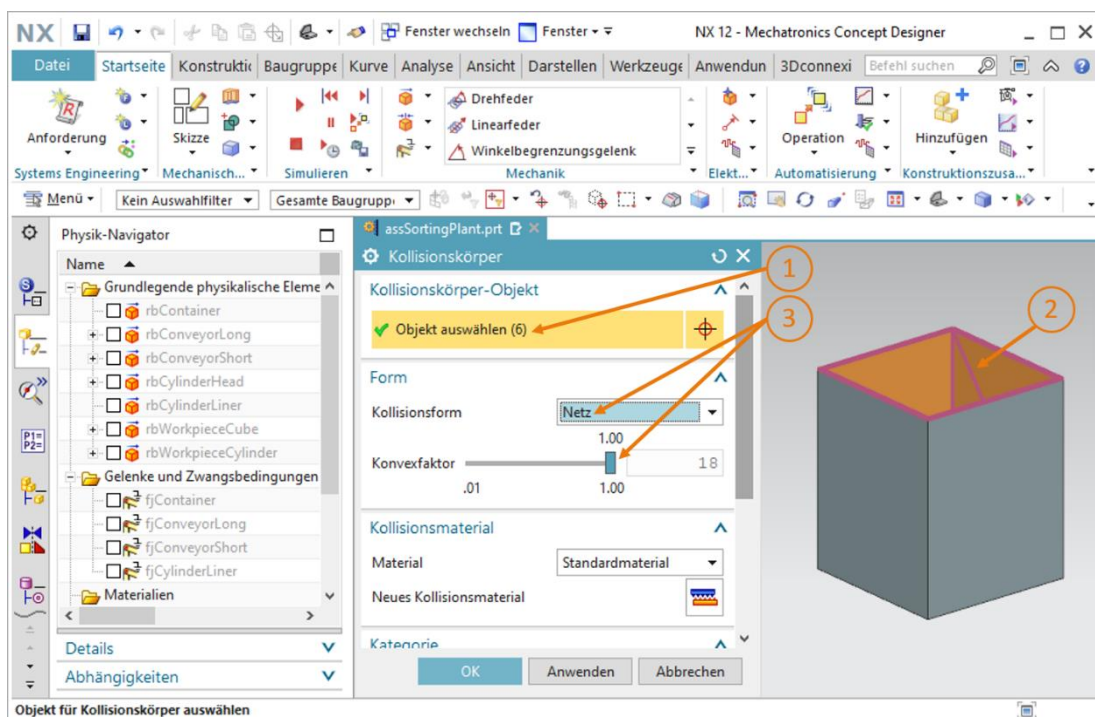 NX
Fenster wechseln
Fenster
NX 12 - Mechatronics Concept Designer
Datei
Startseite
Konstruktic
Baugruppe
Kurve
Analyse
Ansicht
Darstellen
Werkzeuge
Anwendun
3Dconnexi
Befehl suchen
Anforderung
Skizze
Drehfeder
Linearfeder
Winkelbegrenzungsgelenk
Operation
Hinzufügen
Systems Engineering
Mechanisch...
Simulieren
Mechanik
Elekt...
Automatisierung
Konstruktionszusa...
Menü
Kein Auswahlfilter
Gesamte Baugruppe
Physik-Navigator
Name
Grundlegende physikalische Eleme
rbContainer
rbConveyorLong
rbConveyorShort
rbCylinderHead
rbCylinderLiner
rbWorkpieceCube
rbWorkpieceCylinder
Gelenke und Zwangsbedingungen
fjContainer
fjConveyorLong
fjConveyorShort
fjCylinderLiner
Materialien
Details
Abhängigkeiten
P1=
P2=
assSortingPlant.prt
Kollisionskörper
Kollisionskörper-Objekt
Objekt auswählen (6)
Form
Kollisionsform
Netz
1.00
Konvexfaktor
18
.01
1.00
Kollisionsmaterial
Material
Standardmaterial
Neues Kollisionsmaterial
Kategorie
OK
Anwenden
Abbrechen
1
2
3
Objekt für Kollisionskörper auswählen